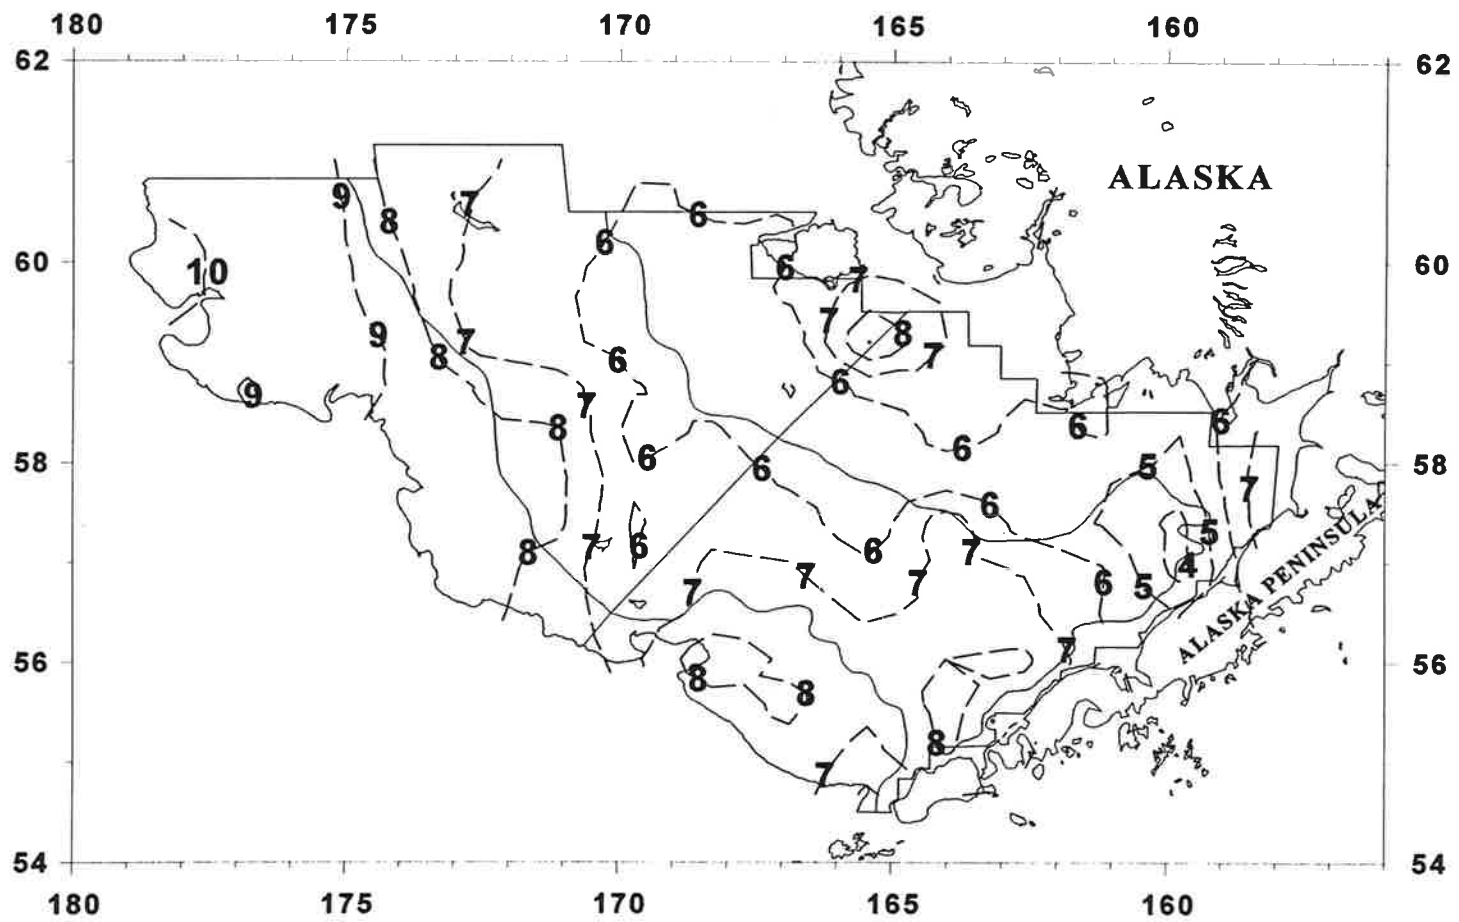 180 175 170 165 160
62 62
ALASKA
9 8 7 6
6
60 10 6 7 60
9 8 7 6 7 8 7
9 8 7 6 6
8 6 6 6 6
58 6 5 58
6 7
8 7 6 6 7 5
7 7 7 6 5 4
ALASKA PENINSULA
56 7 56
8 8
8
7
54 54
180 175 170 165 160